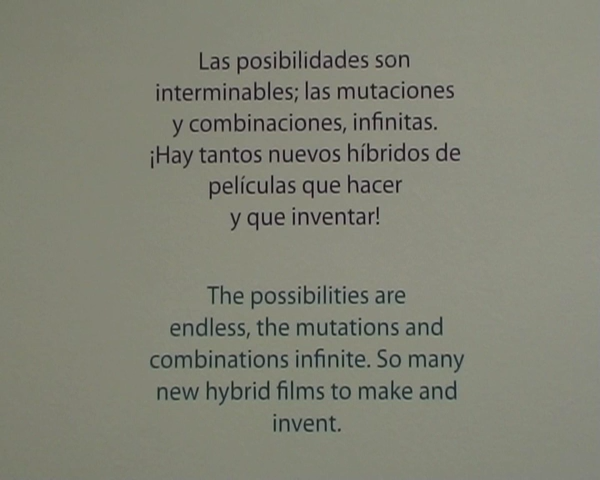 Las posibilidades son
interminables; las mutaciones
y combinaciones, infinitas.
¡Hay tantos nuevos híbridos de
películas que hacer
y que inventar!
The possibilities are
endless, the mutations and
combinations infinite. So many
new hybrid films to make and
invent.